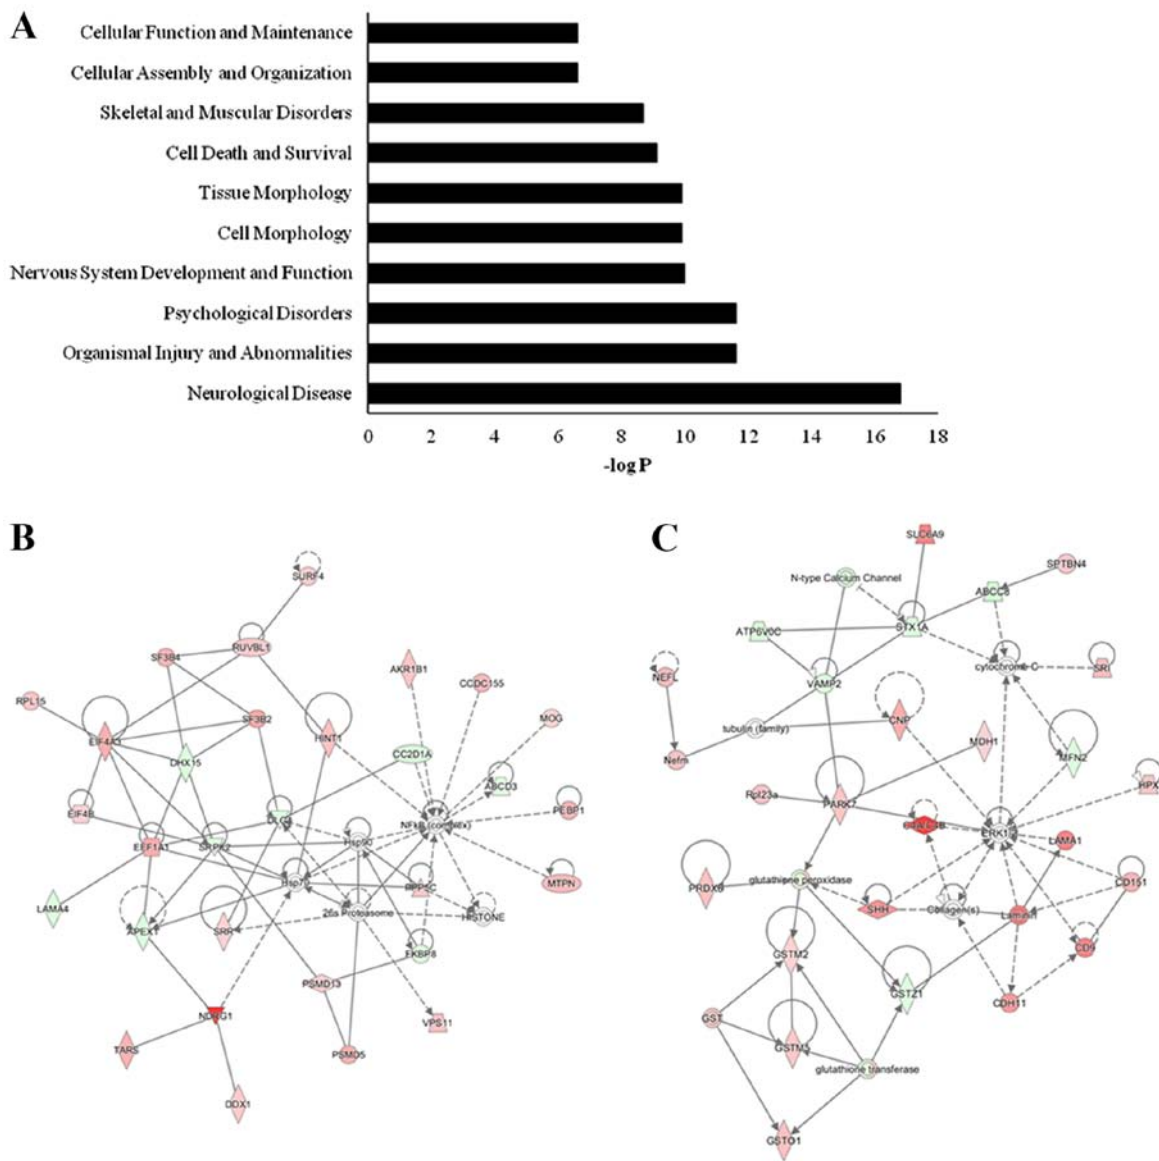 A
Cellular Function and Maintenance
Cellular Assembly and Organization
Skeletal and Muscular Disorders
Cell Death and Survival
Tissue Morphology
Cell Morphology
Nervous System Development and Function
Psychological Disorders
Organismal Injury and Abnormalities
Neurological Disease
0 2 4 6 8 10 12 14 16 18
-log P
B
SURF4
RUVBL1
SF3B4
AKR1B1
CCDC155
RPL15
SF3B2
MOG
EIF4A3
HINT1
CC2D1A
DHX15
ABCD3
EIF4B
PEBP1
NFkB (complex)
EEF1A1
SRPK2
Hsp90
Hsp70
PPP5C
MTPN
LAMA4
26s Proteasome
HISTONE
APEX1
SRR
FKBP8
PSMD13
NDRG1
VPS11
TARS
PSMD5
DDX1
C
SLC6A9
N-type Calcium Channel
SPTBN4
ABCC8
ATP6V0C
STX1A
cytochrome C
SRI
NEFL
VAMP2
CNP
tubulin (family)
MDH1
Nefm
MFN2
HPX
Rpl23a
PARK7
LAMA1
PRDX6
glutathione peroxidase
CD151
SHH
Collagen(s)
Laminin
GSTM2
CD9
GSTZ1
CDH11
GST
GSTM5
glutathione transferase
GSTO1